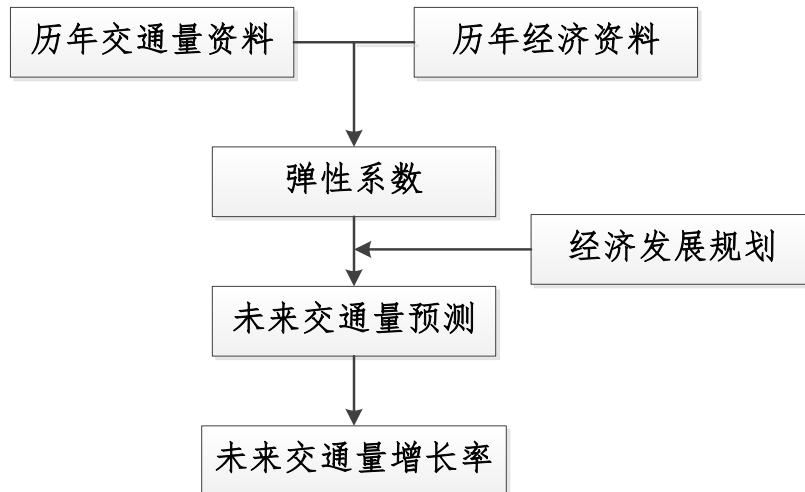 历年交通量资料
历年经济资料
弹性系数
经济发展规划
未来交通量预测
未来交通量增长率